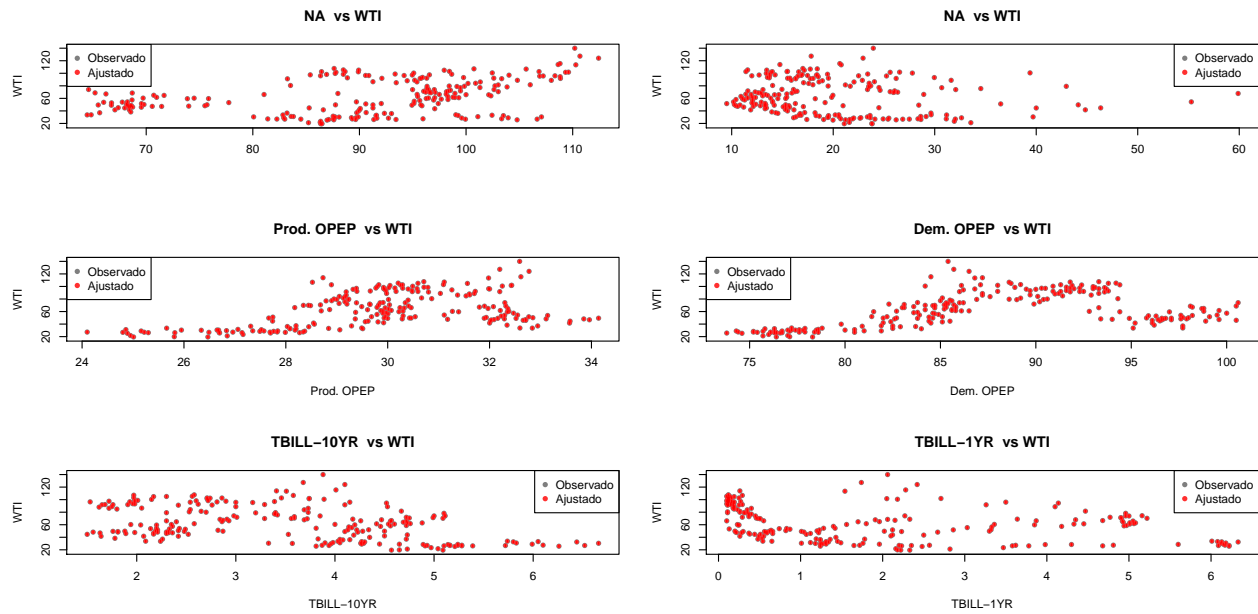 NA vs WTI
WTI
20 60 120
Observado
Ajustado
70 80 90 100 110
NA vs WTI
WTI
20 60 120
Observado
Ajustado
10 20 30 40 50 60
Prod. OPEP vs WTI
WTI
20 60 120
Observado
Ajustado
24 26 28 30 32 34
Prod. OPEP
Dem. OPEP vs WTI
WTI
20 60 120
Observado
Ajustado
75 80 85 90 95 100
Dem. OPEP
TBILL−10YR vs WTI
WTI
20 60 120
Observado
Ajustado
2 3 4 5 6
TBILL−10YR
TBILL−1YR vs WTI
WTI
20 60 120
Observado
Ajustado
0 1 2 3 4 5 6
TBILL−1YR